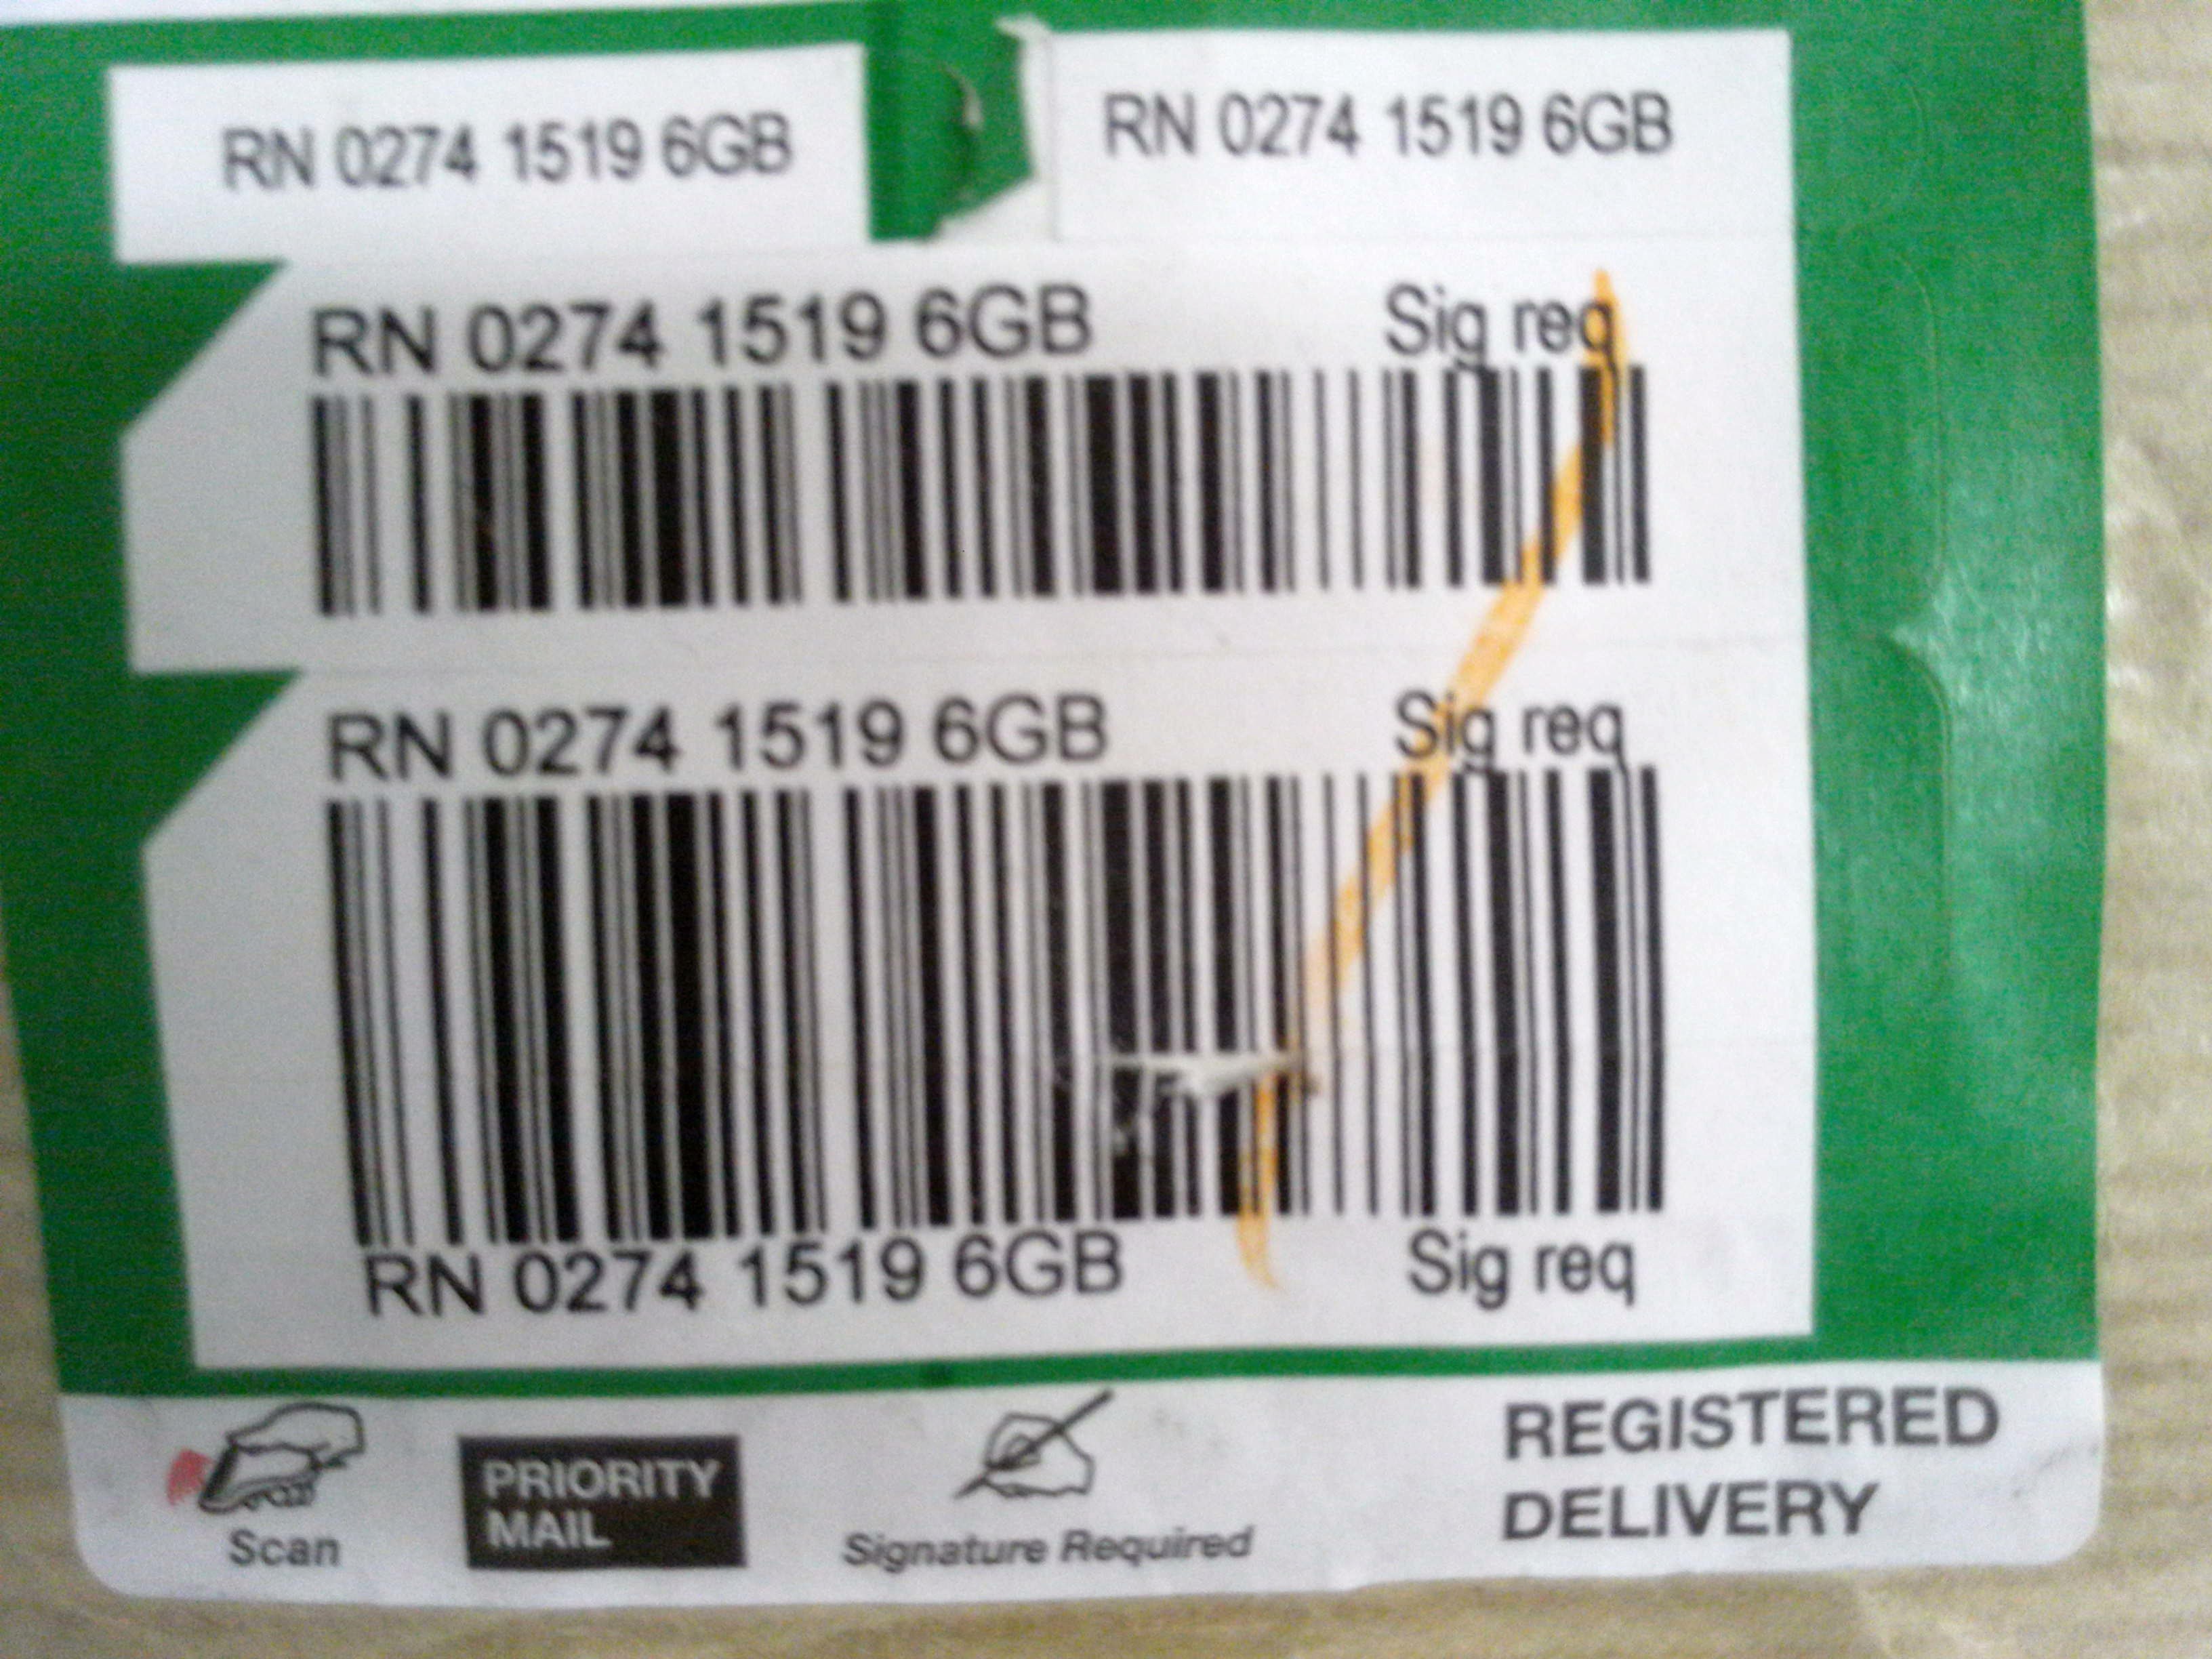 RN 0274 1519 6GB
RN 0274 1519 6GB
RN 0274 1519 6GB Sig req
RN 0274 1519 6GB Sig req
RN 0274 1519 6GB Sig req
Scan
PRIORITY
MAIL
Signature Required
REGISTERED
DELIVERY